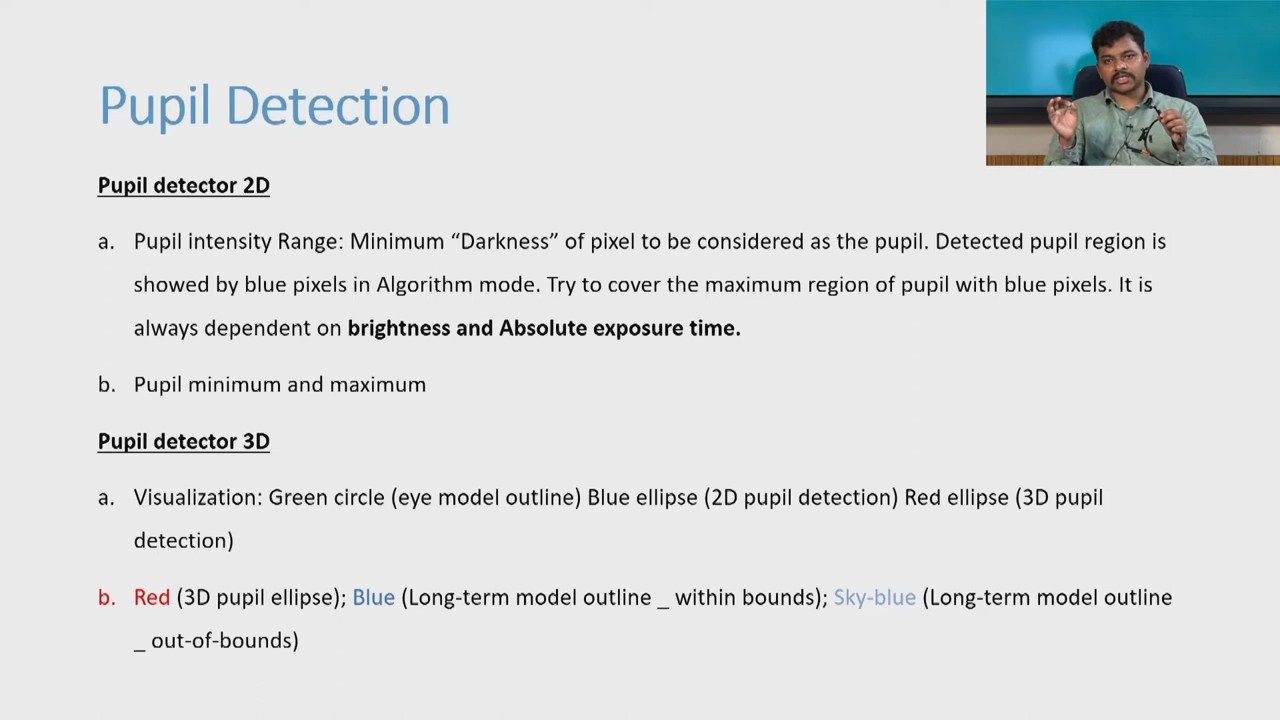 Pupil Detection
Pupil detector 2D
a. Pupil intensity Range: Minimum “Darkness” of pixel to be considered as the pupil. Detected pupil region is
showed by blue pixels in Algorithm mode. Try to cover the maximum region of pupil with blue pixels. It is
always dependent on brightness and Absolute exposure time.
b. Pupil minimum and maximum
Pupil detector 3D
a. Visualization: Green circle (eye model outline) Blue ellipse (2D pupil detection) Red ellipse (3D pupil
detection)
b. Red (3D pupil ellipse); Blue (Long-term model outline _ within bounds); Sky-blue (Long-term model outline
_ out-of-bounds)